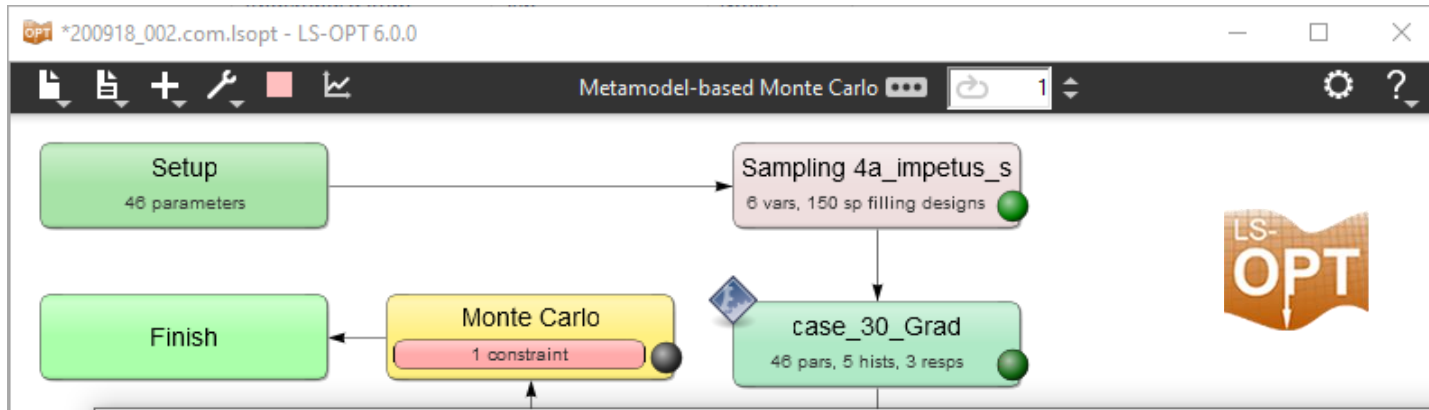 *200918_002.com.lsopt - LS-OPT 6.0.0
Metamodel-based Monte Carlo
1
Setup
46 parameters
Sampling 4a_impetus_s
6 vars, 150 sp filling designs
LS-
OPT
Finish
Monte Carlo
1 constraint
case_30_Grad
46 pars, 5 hists, 3 resps